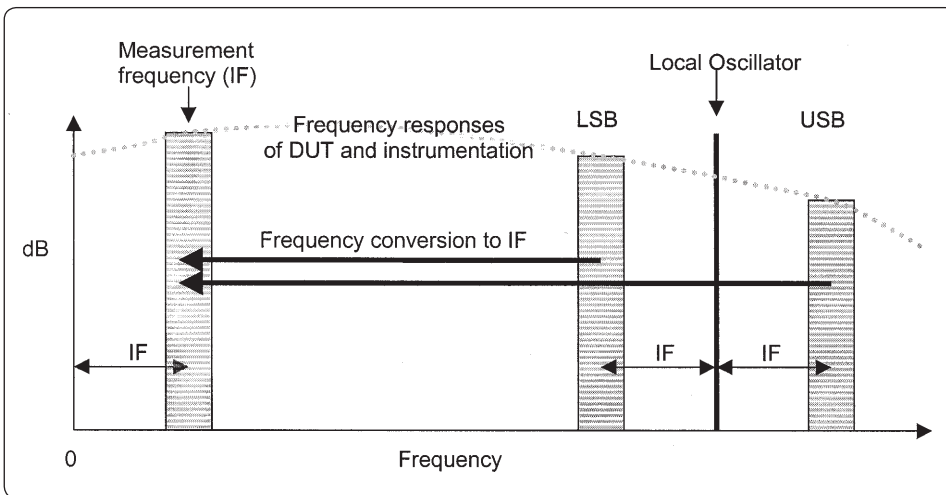 Measurement
frequency (IF)
Local Oscillator
Frequency responses
of DUT and instrumentation
LSB
USB
dB
Frequency conversion to IF
IF
IF
IF
0
Frequency